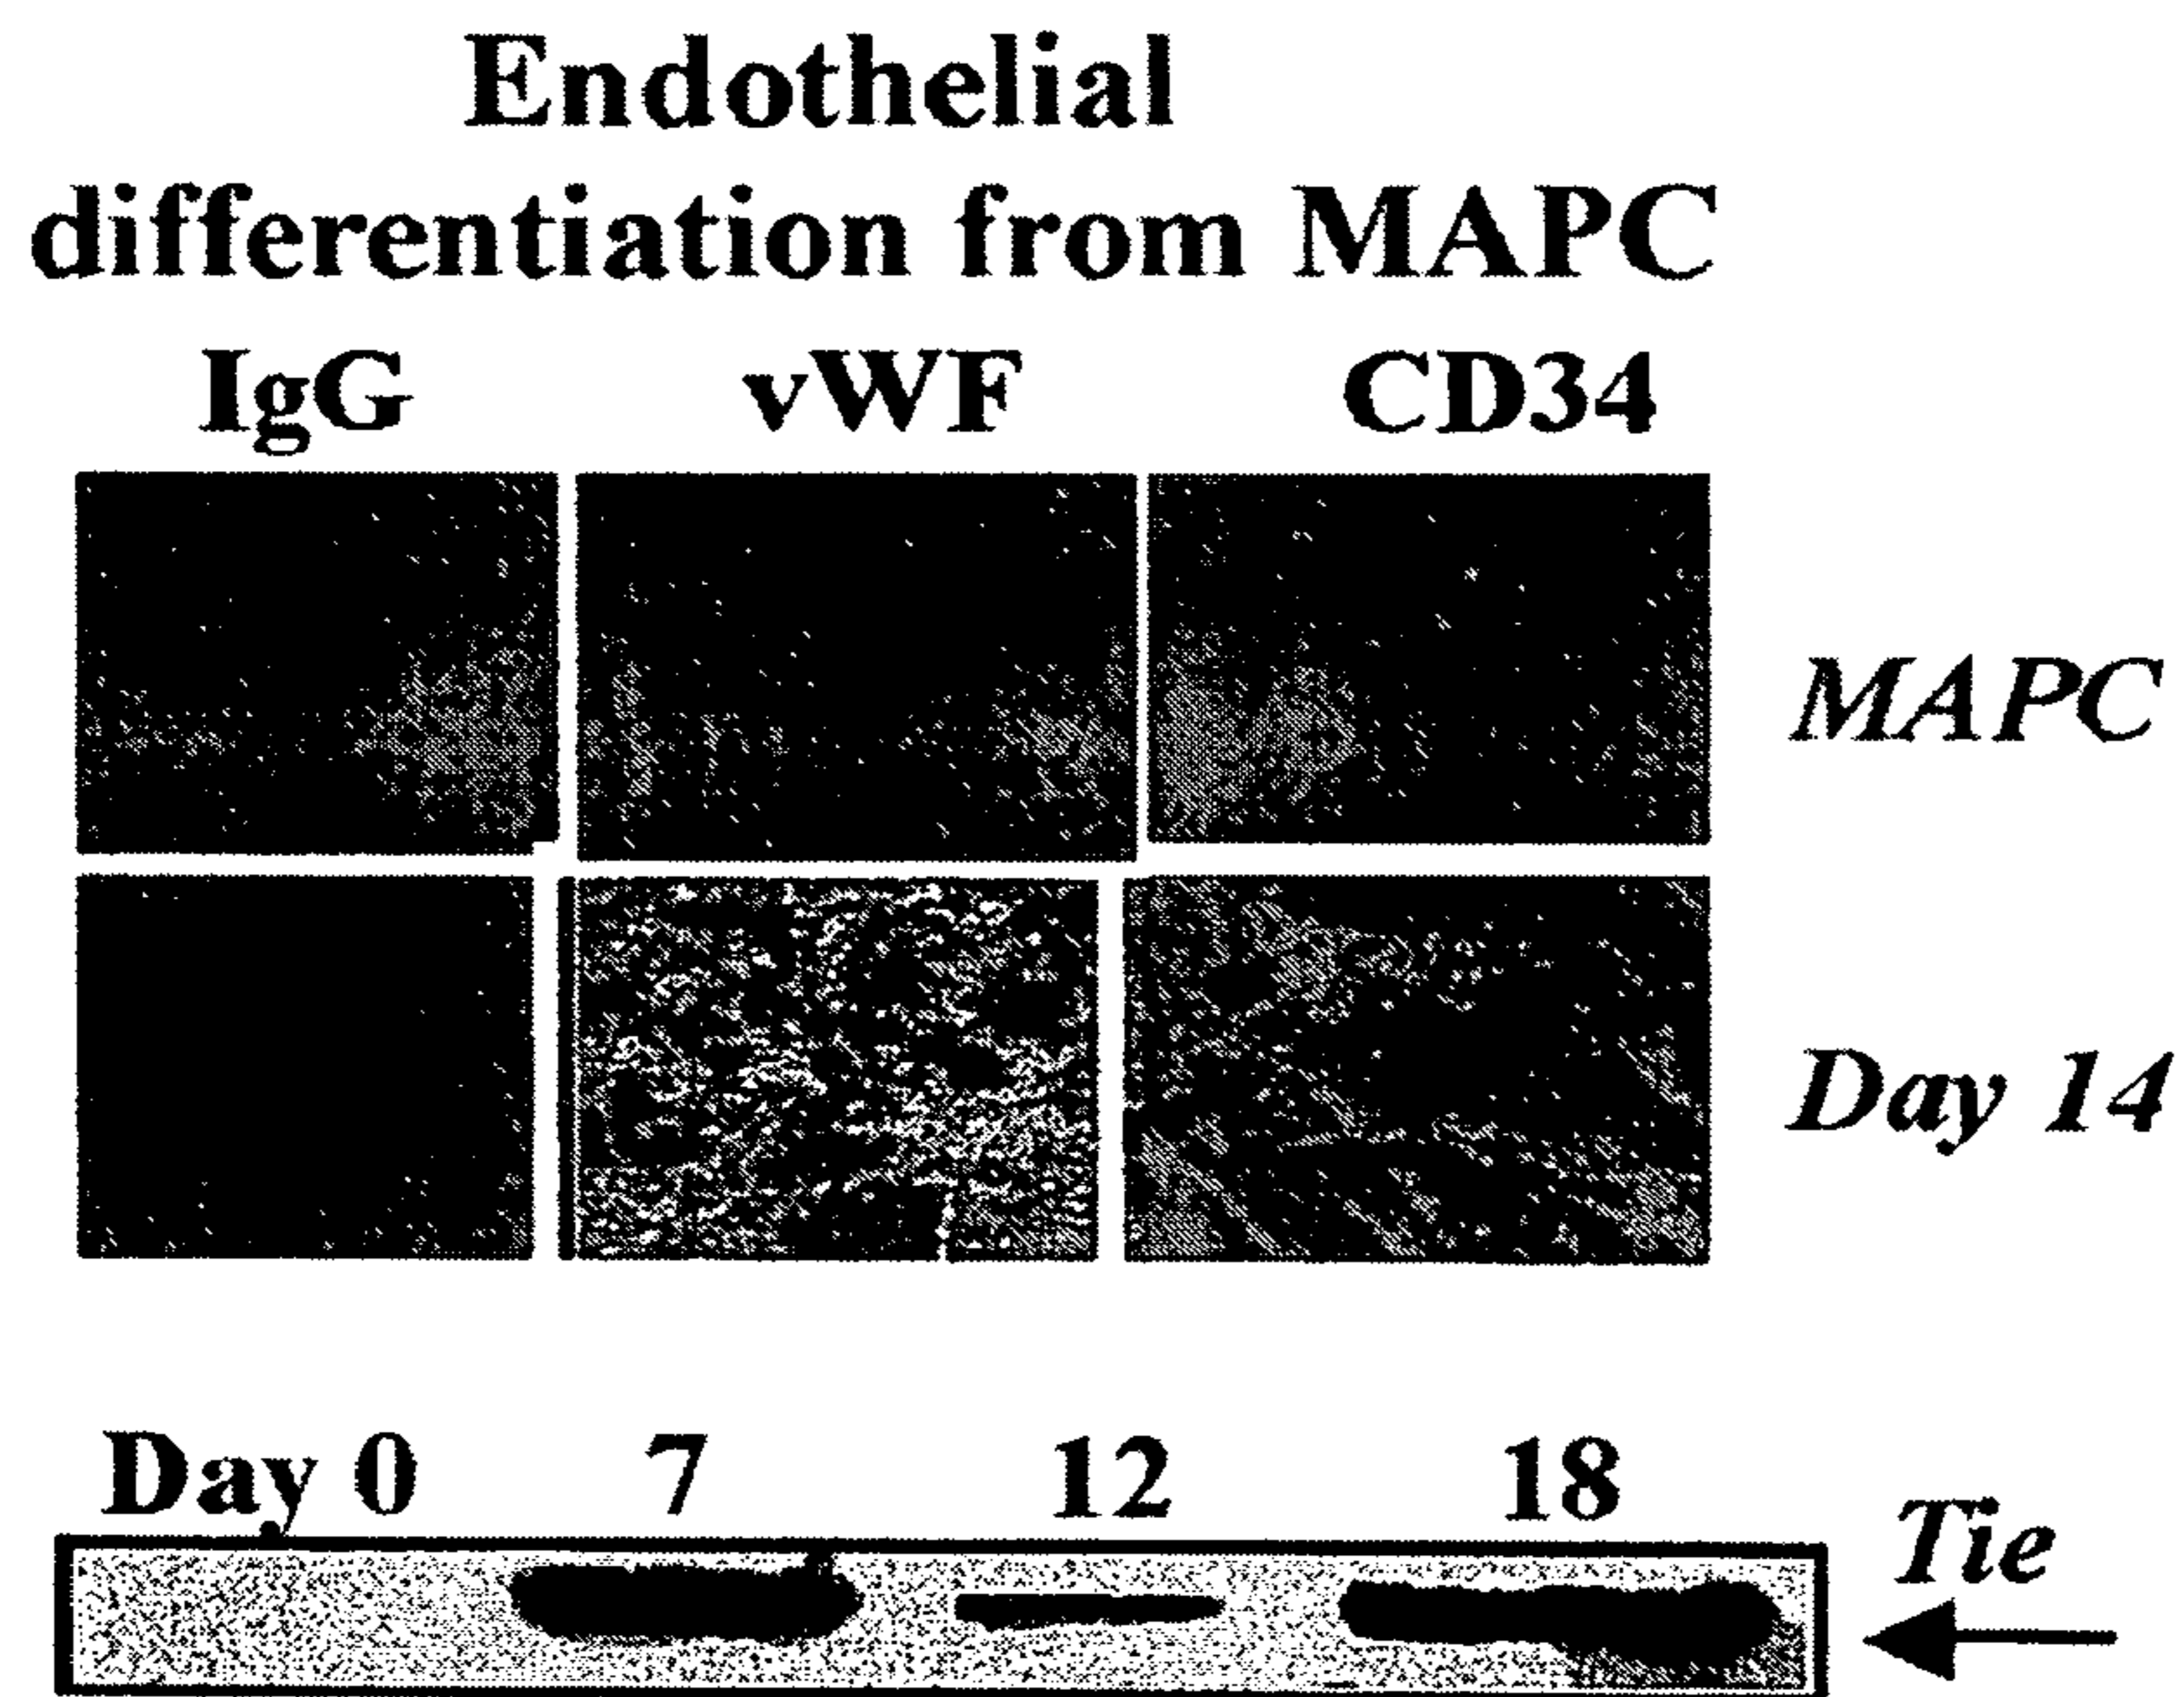 Endothelial
differentiation from MAPC
IgG vWF CD34
MAPC
Day 14
Day 0 7 12 18
Tie